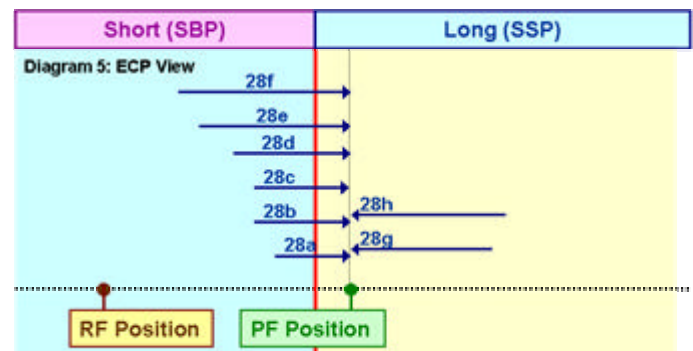 Short (SBP) Long (SSP)
Diagram 5: ECP View
28f
28e
28d
28c
28b 28h
28a 28g
RF Position PF Position